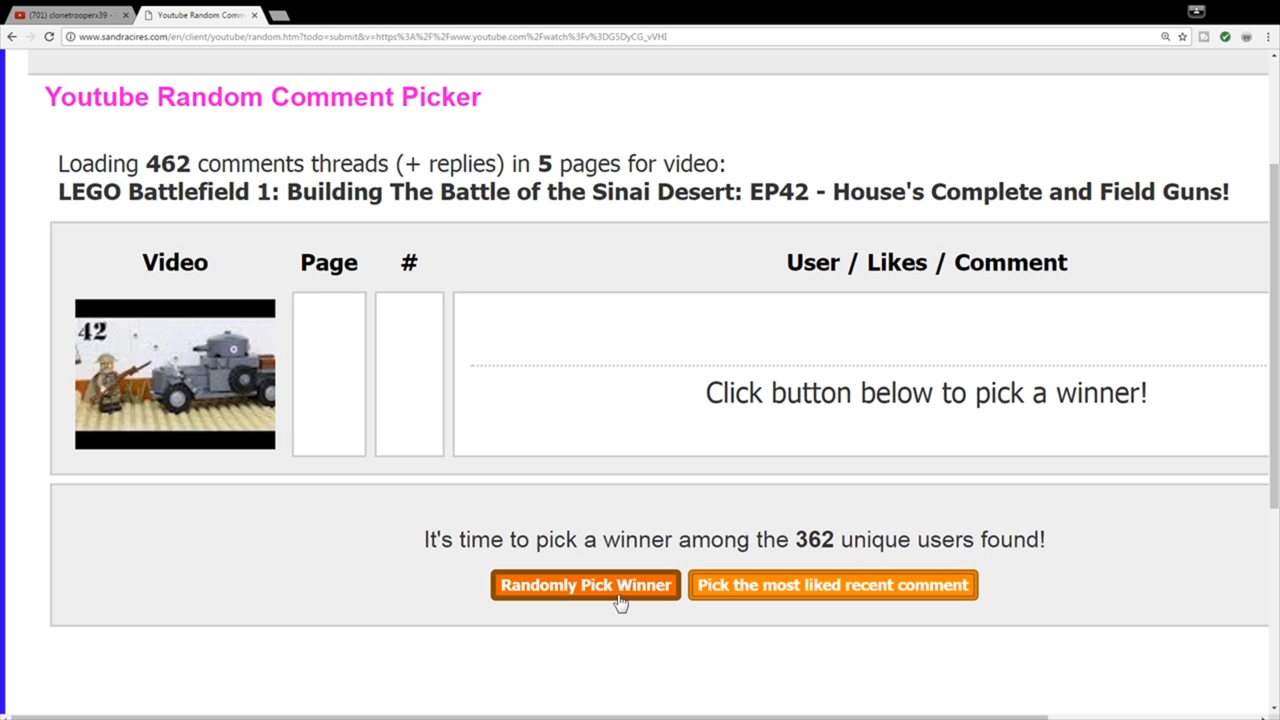 (701) clonetrooperx39 -
Youtube Random Comm
www.sandracires.com/en/client/youtube/random.htm?todo=submit&v=https%3A%2F%2Fwww.youtube.com%2Fwatch%3Fv%3DG5DyCG_vVHI
Youtube Random Comment Picker
Loading 462 comments threads (+ replies) in 5 pages for video:
LEGO Battlefield 1: Building The Battle of the Sinai Desert: EP42 - House's Complete and Field Guns!
Video Page # User / Likes / Comment
42
Click button below to pick a winner!
It's time to pick a winner among the 362 unique users found!
Randomly Pick Winner Pick the most liked recent comment